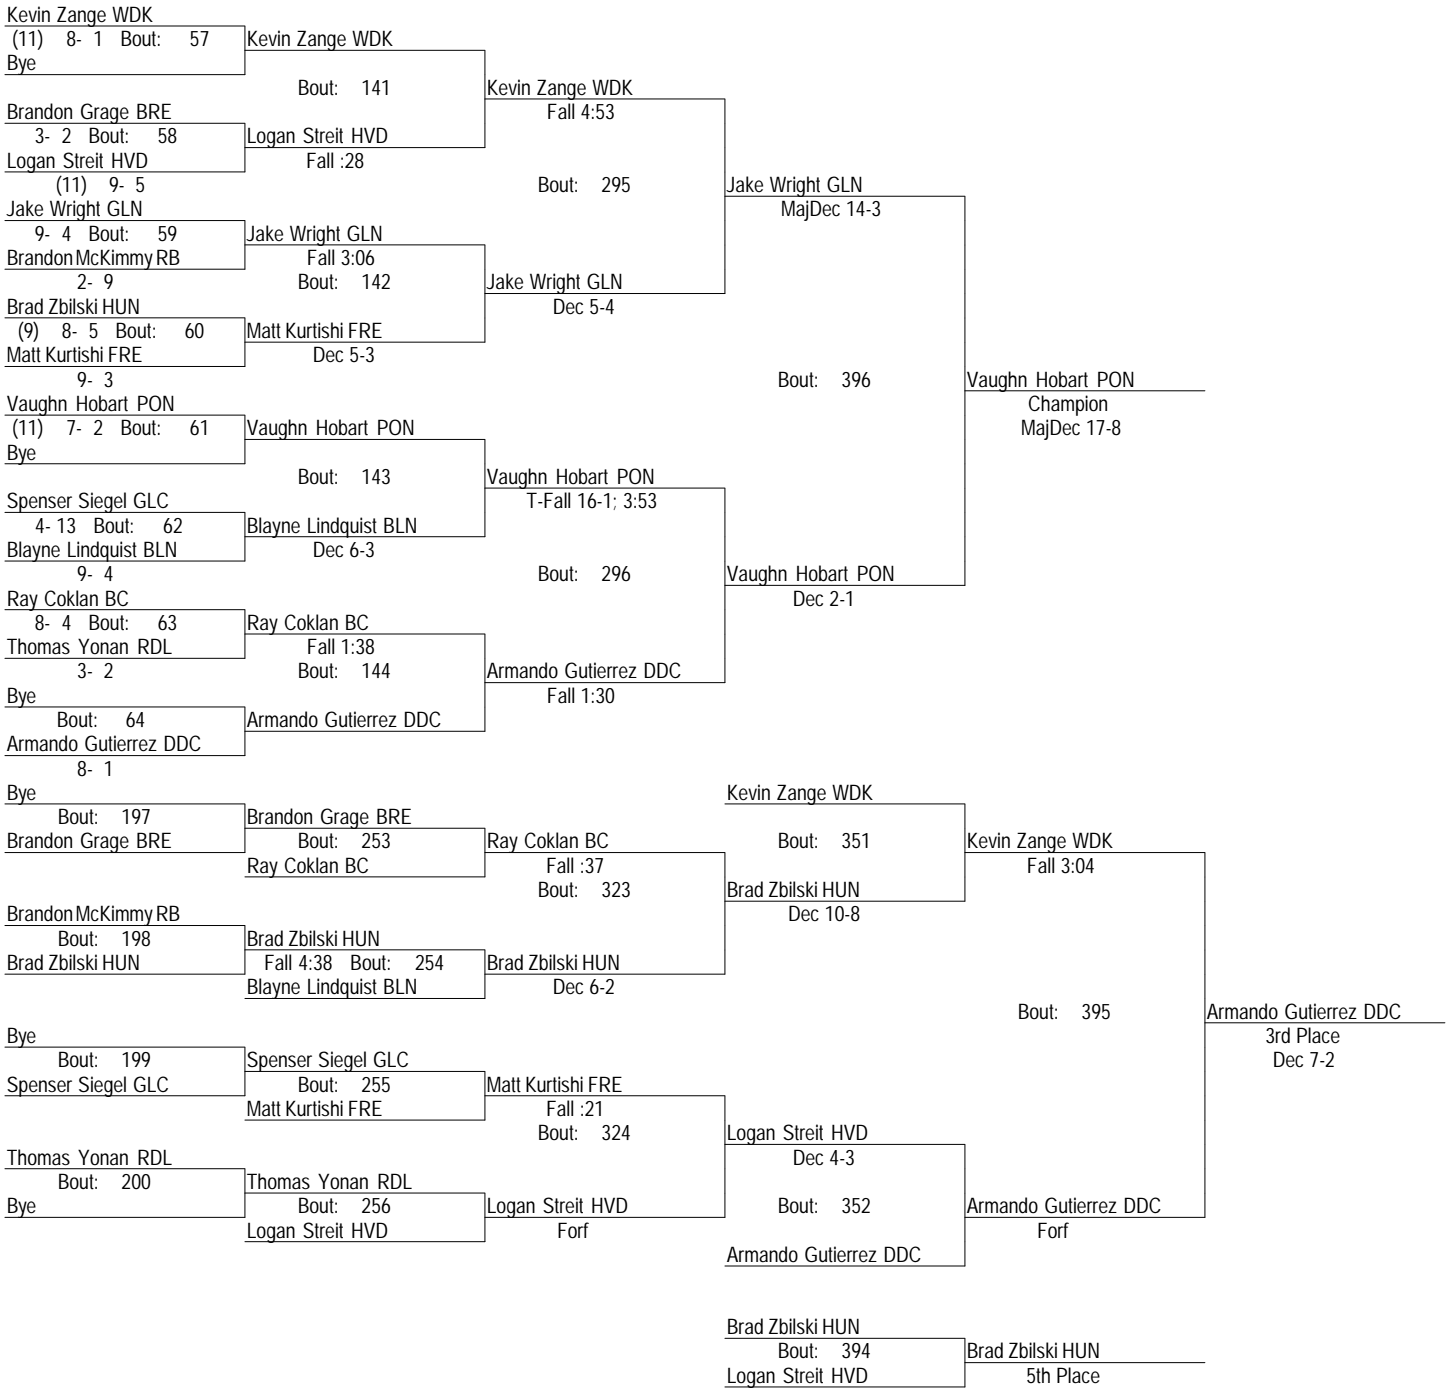 Kevin Zange WDK
(11) 8- 1 Bout: 57 Kevin Zange WDK
Bye
Bout: 141 Kevin Zange WDK
Brandon Grage BRE Fall 4:53
3- 2 Bout: 58 Logan Streit HVD
Logan Streit HVD Fall :28
(11) 9- 5 Bout: 295 Jake Wright GLN
Jake Wright GLN MajDec 14-3
9- 4 Bout: 59 Jake Wright GLN
Brandon McKimmy RB Fall 3:06
2- 9 Bout: 142 Jake Wright GLN
Brad Zbilski HUN Dec 5-4
(9) 8- 5 Bout: 60 Matt Kurtishi FRE
Matt Kurtishi FRE Dec 5-3
9- 3 Bout: 396 Vaughn Hobart PON
Vaughn Hobart PON Champion
(11) 7- 2 Bout: 61 Vaughn Hobart PON MajDec 17-8
Bye
Bout: 143 Vaughn Hobart PON
Spenser Siegel GLC T-Fall 16-1; 3:53
4- 13 Bout: 62 Blayne Lindquist BLN
Blayne Lindquist BLN Dec 6-3
9- 4 Bout: 296 Vaughn Hobart PON
Ray Coklan BC Dec 2-1
8- 4 Bout: 63 Ray Coklan BC
Thomas Yonan RDL Fall 1:38
3- 2 Bout: 144 Armando Gutierrez DDC
Bye Fall 1:30
Bout: 64 Armando Gutierrez DDC
Armando Gutierrez DDC
8- 1
Bye Kevin Zange WDK
Bout: 197 Brandon Grage BRE
Brandon Grage BRE Bout: 253 Ray Coklan BC Bout: 351 Kevin Zange WDK
Ray Coklan BC Fall :37 Fall 3:04
Bout: 323 Brad Zbilski HUN
Brandon McKimmy RB Dec 10-8
Bout: 198 Brad Zbilski HUN
Brad Zbilski HUN Fall 4:38 Bout: 254 Brad Zbilski HUN
Blayne Lindquist BLN Dec 6-2
Bout: 395 Armando Gutierrez DDC
Bye 3rd Place
Bout: 199 Spenser Siegel GLC Dec 7-2
Spenser Siegel GLC Bout: 255 Matt Kurtishi FRE
Matt Kurtishi FRE Fall :21
Bout: 324 Logan Streit HVD
Thomas Yonan RDL Dec 4-3
Bout: 200 Thomas Yonan RDL
Bye Bout: 256 Logan Streit HVD Bout: 352 Armando Gutierrez DDC
Logan Streit HVD Forf Forf
Armando Gutierrez DDC
Brad Zbilski HUN
Bout: 394 Brad Zbilski HUN
Logan Streit HVD 5th Place